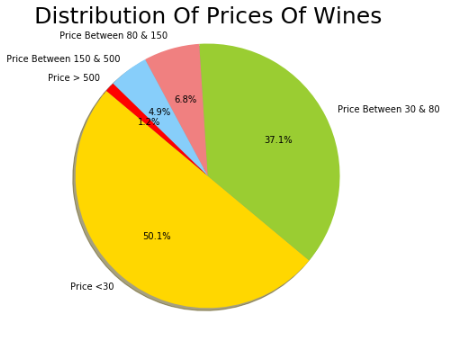 Distribution Of Prices Of Wines
Price Between 80 & 150
Price Between 150 & 500
Price > 500
6.8%
4.9%
1.2%
Price Between 30 & 80
37.1%
50.1%
Price <30